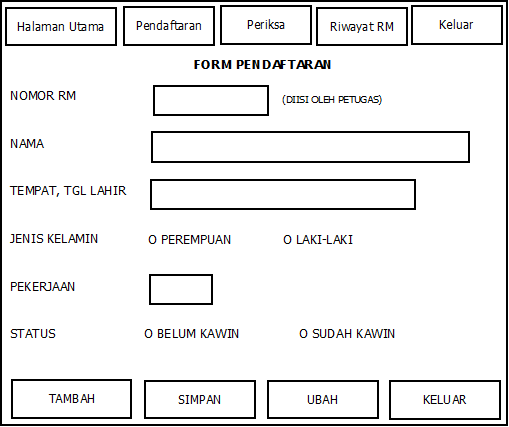 Halaman Utama Pendaftaran Periksa Riwayat RM Keluar
FORM PENDAFTARAN
NOMOR RM (DIISI OLEH PETUGAS)
NAMA
TEMPAT, TGL LAHIR
JENIS KELAMIN O PEREMPUAN O LAKI-LAKI
PEKERJAAN
STATUS O BELUM KAWIN O SUDAH KAWIN
TAMBAH SIMPAN UBAH KELUAR